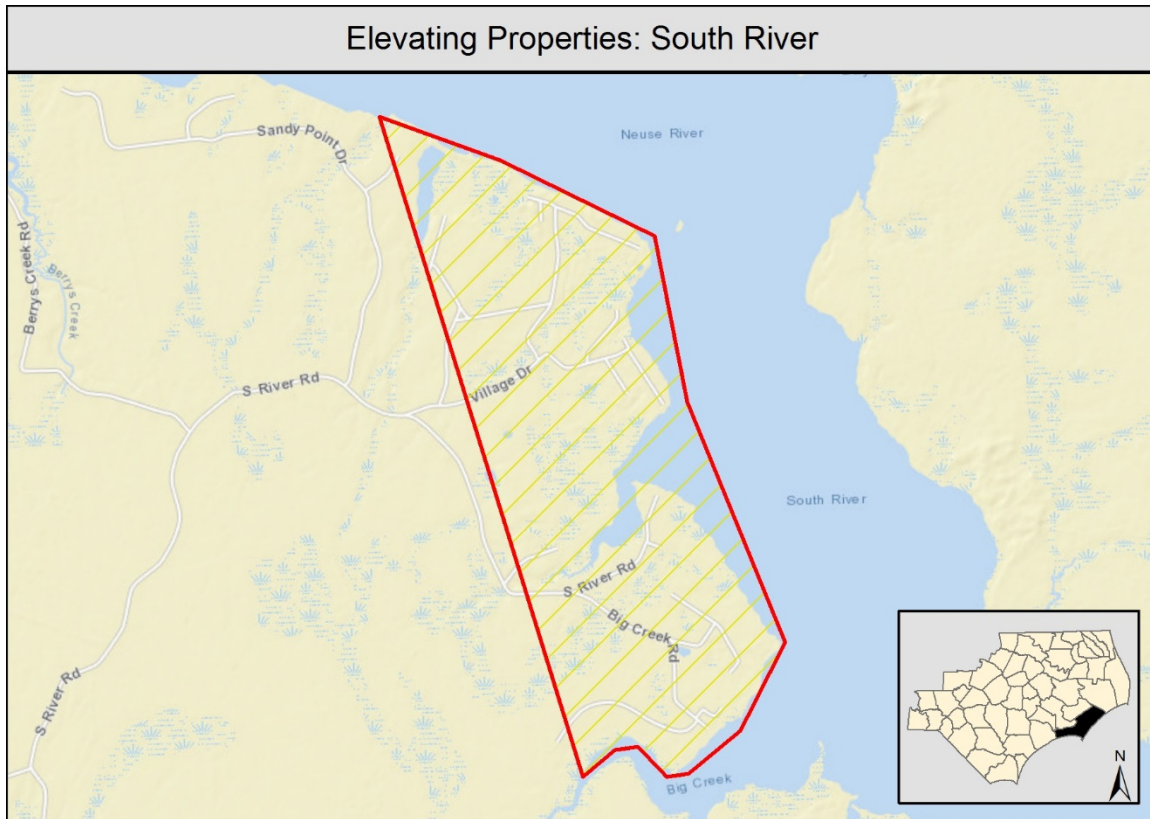 Elevating Properties: South River
Neuse River
Sandy Point Dr
Berrys Creek Rd
Berrys Creek
S River Rd
Village Dr
South River
S River Rd
Big Creek Rd
S River Rd
Big Creek
N